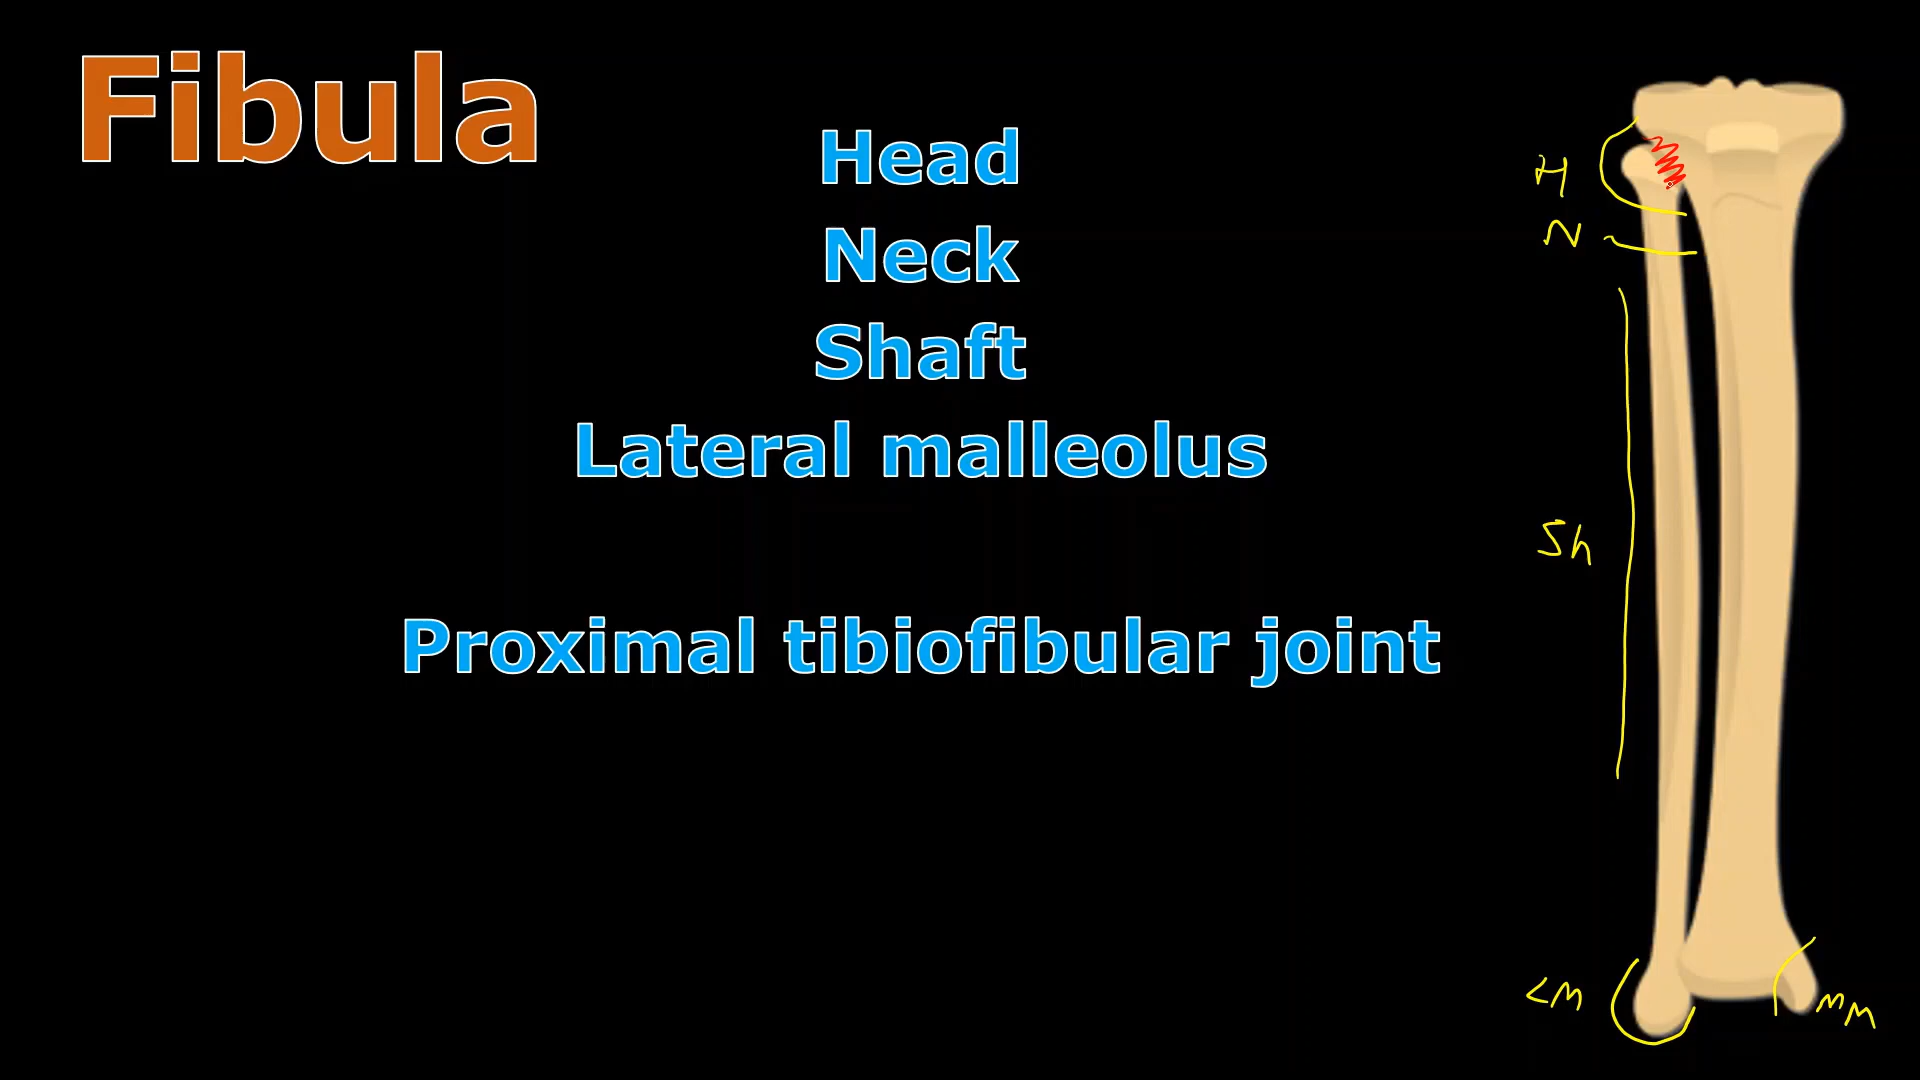 Fibula
Head
Neck
Shaft
Lateral malleolus
Proximal tibiofibular joint
H
N
Sh
LM
MM